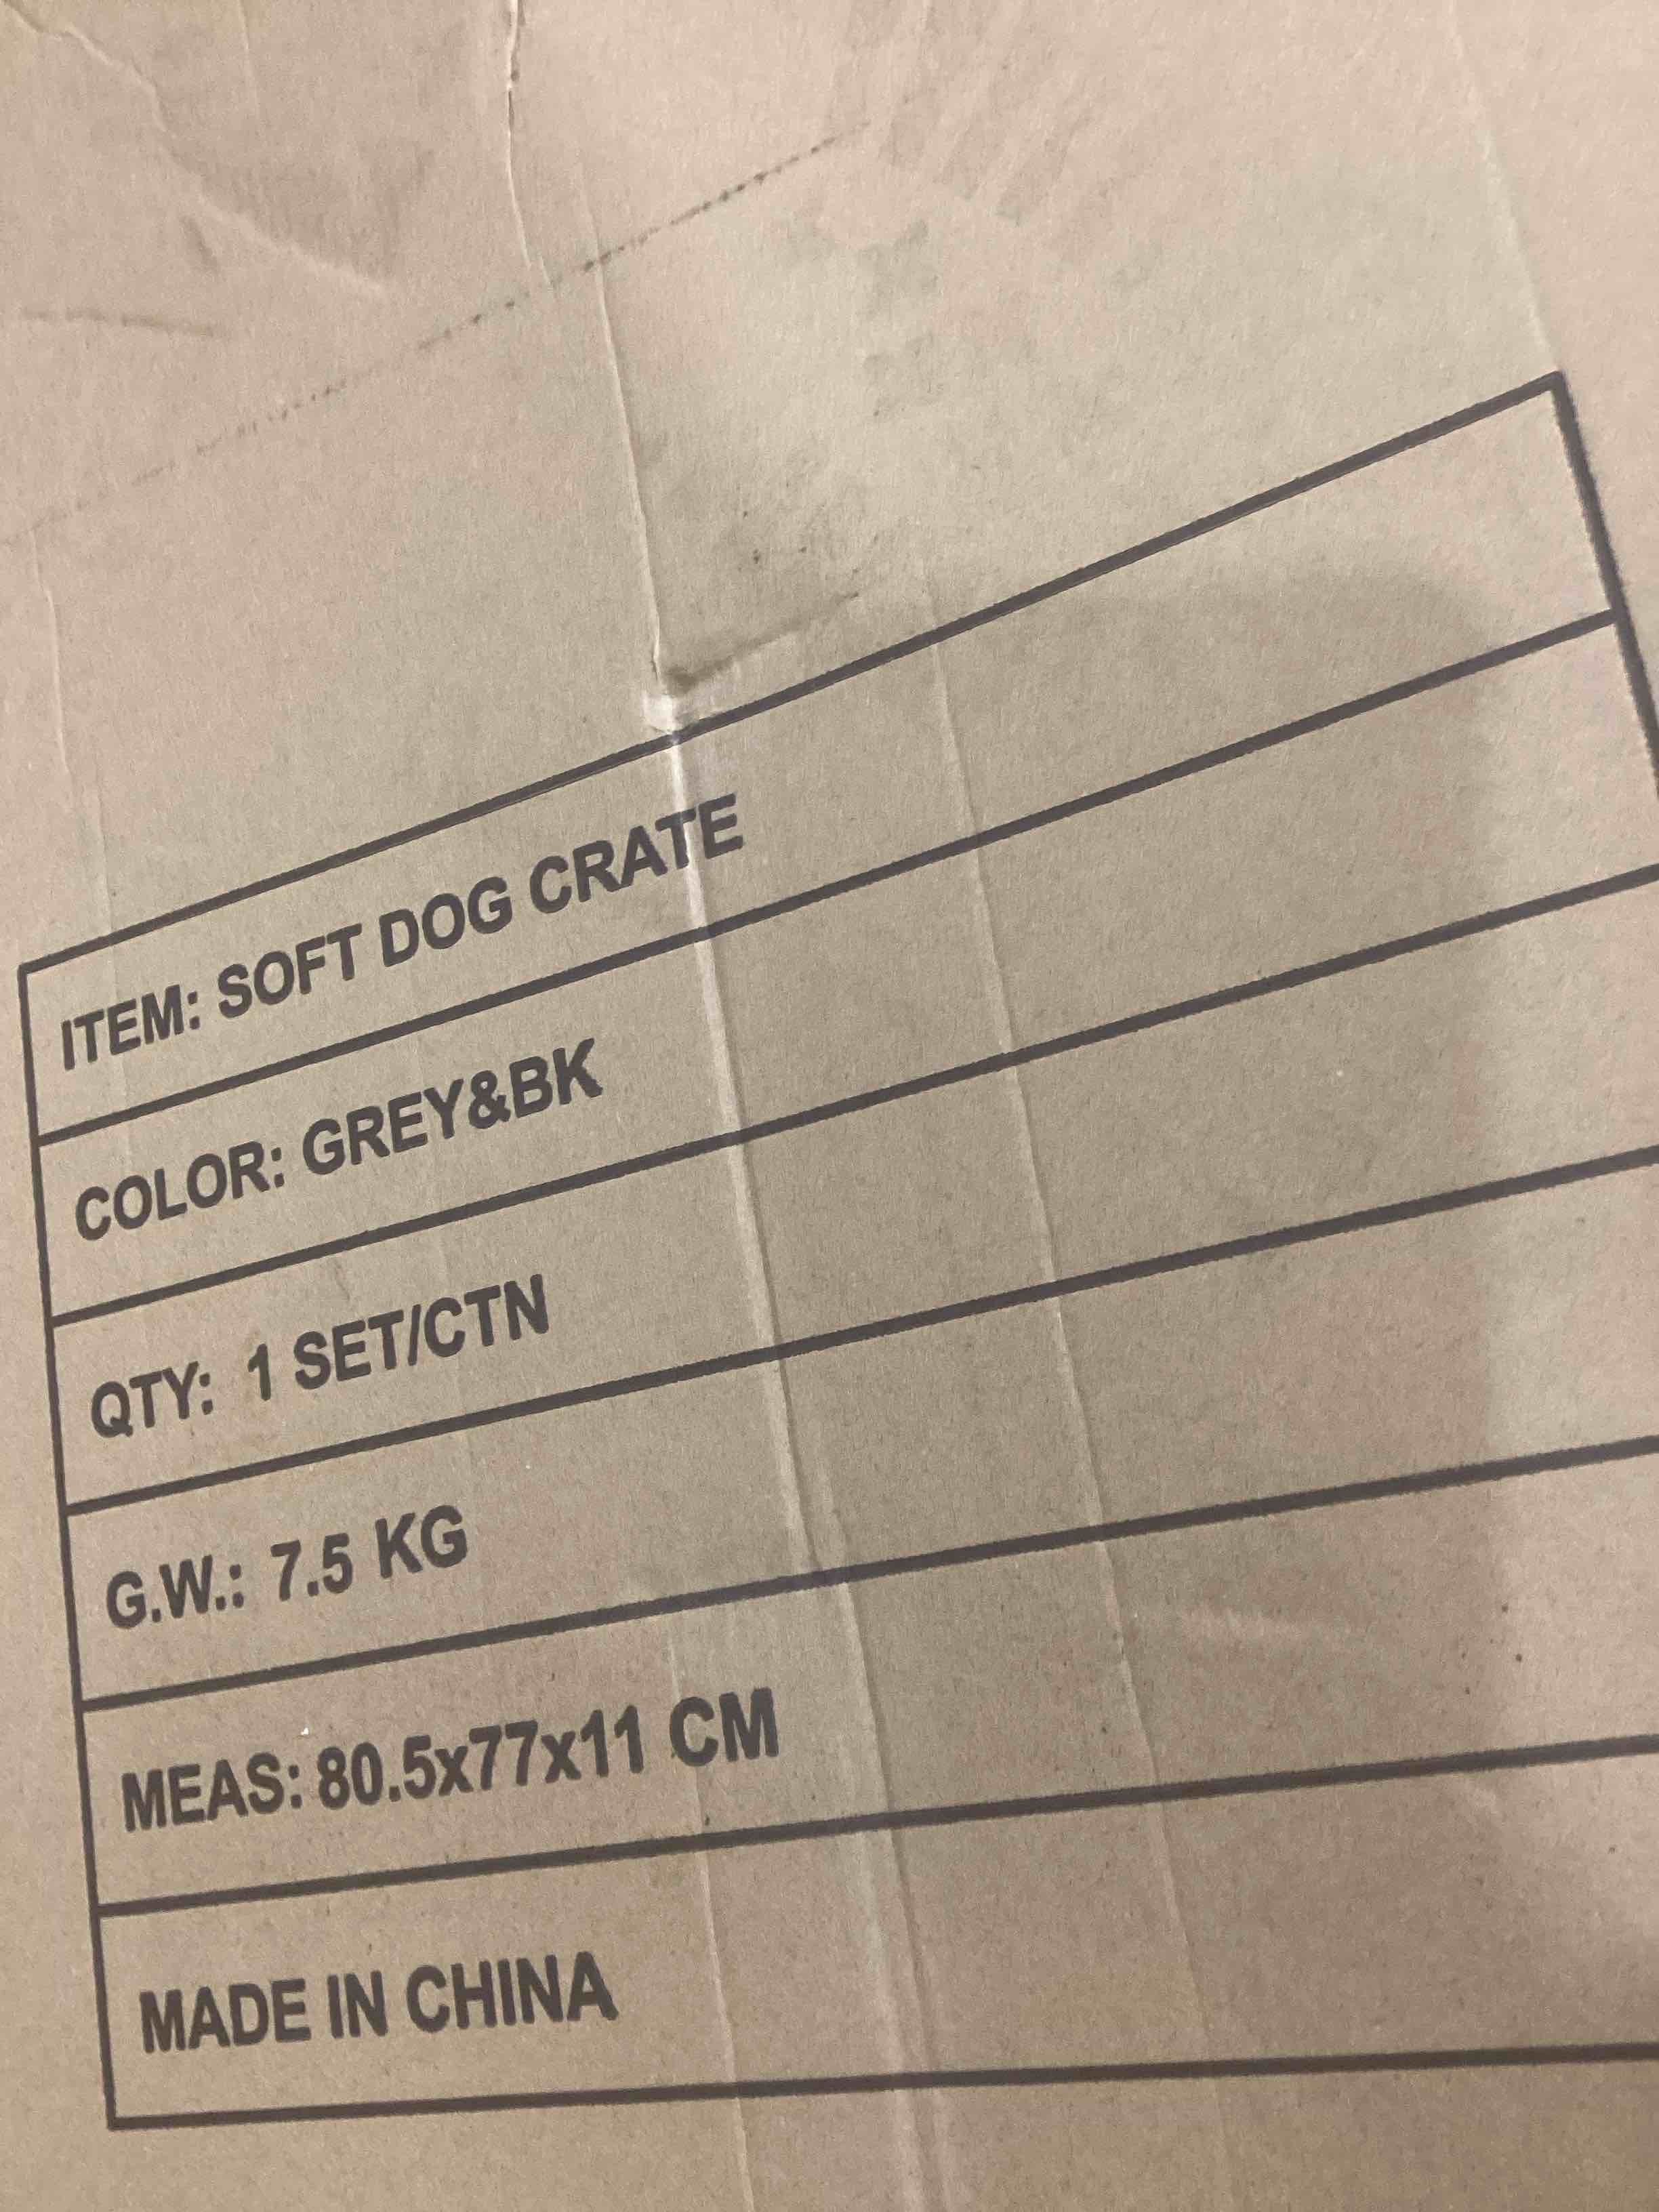 ITEM: SOFT DOG CRATE
COLOR: GREY&BK
QTY: 1 SET/CTN
G.W.: 7.5 KG
MEAS: 80.5x77x11 CM
MADE IN CHINA